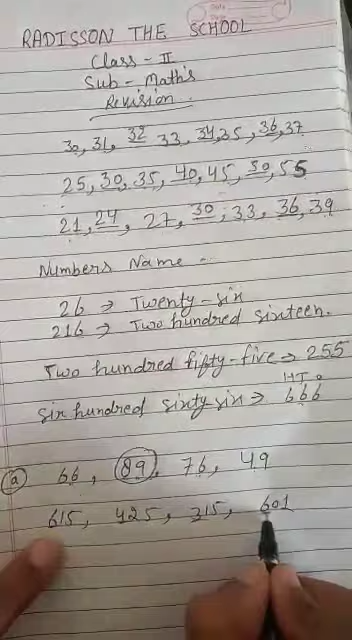 RADISSON THE SCHOOL
Class - II
Sub - Math's
Revision.
30, 31, 32 33, 34, 35, 36, 37
25, 30, 35, 40, 45, 50, 55
21, 24, 27, 30, 33, 36, 39
Numbers Name -
26 → Twenty-six
216 → Two hundred sixteen.
Two hundred fifty-five → 255
H T O
six hundred sixty-six → 666
(a) 66, 89, 76, 49
615, 425, 315, 601